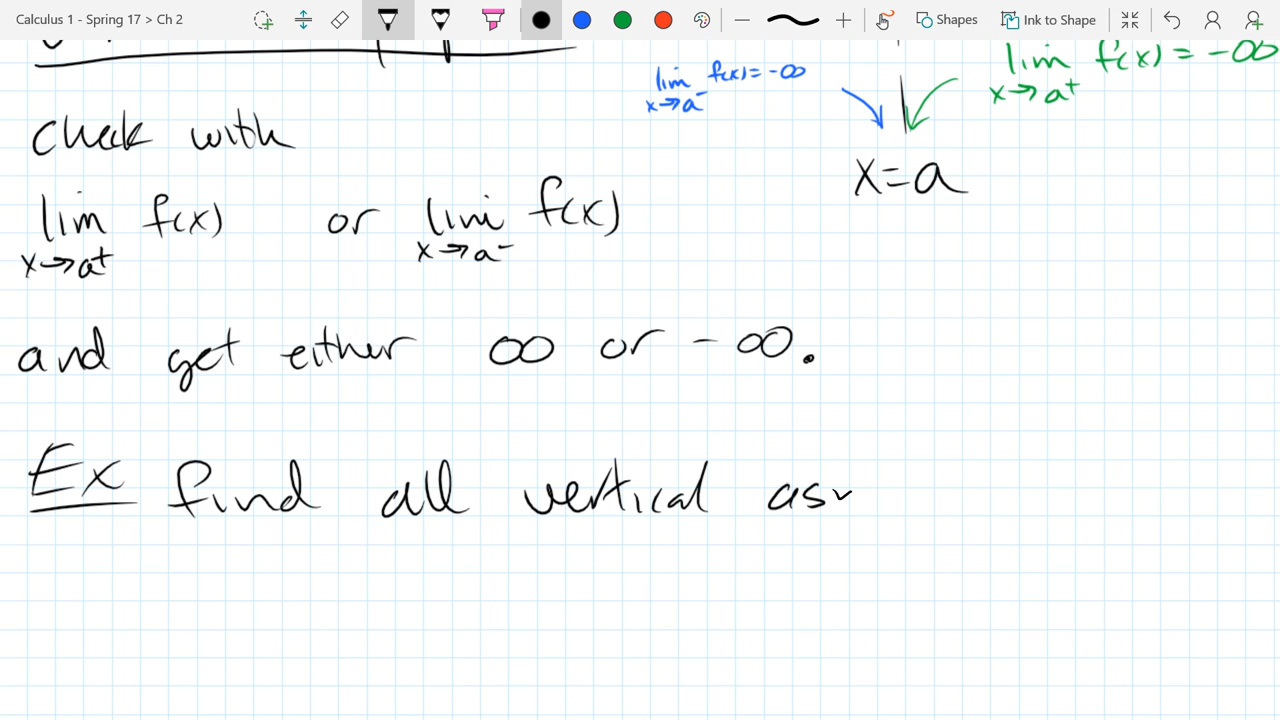 Calculus 1 - Spring 17 > Ch 2
Shapes
Ink to Shape
lim f(x) = -∞
x→a⁻
lim f(x) = -∞
x→a⁺
x=a
check with
lim f(x) or lim f(x)
x→a⁺ x→a⁻
and get either ∞ or -∞.
Ex find all vertical asy